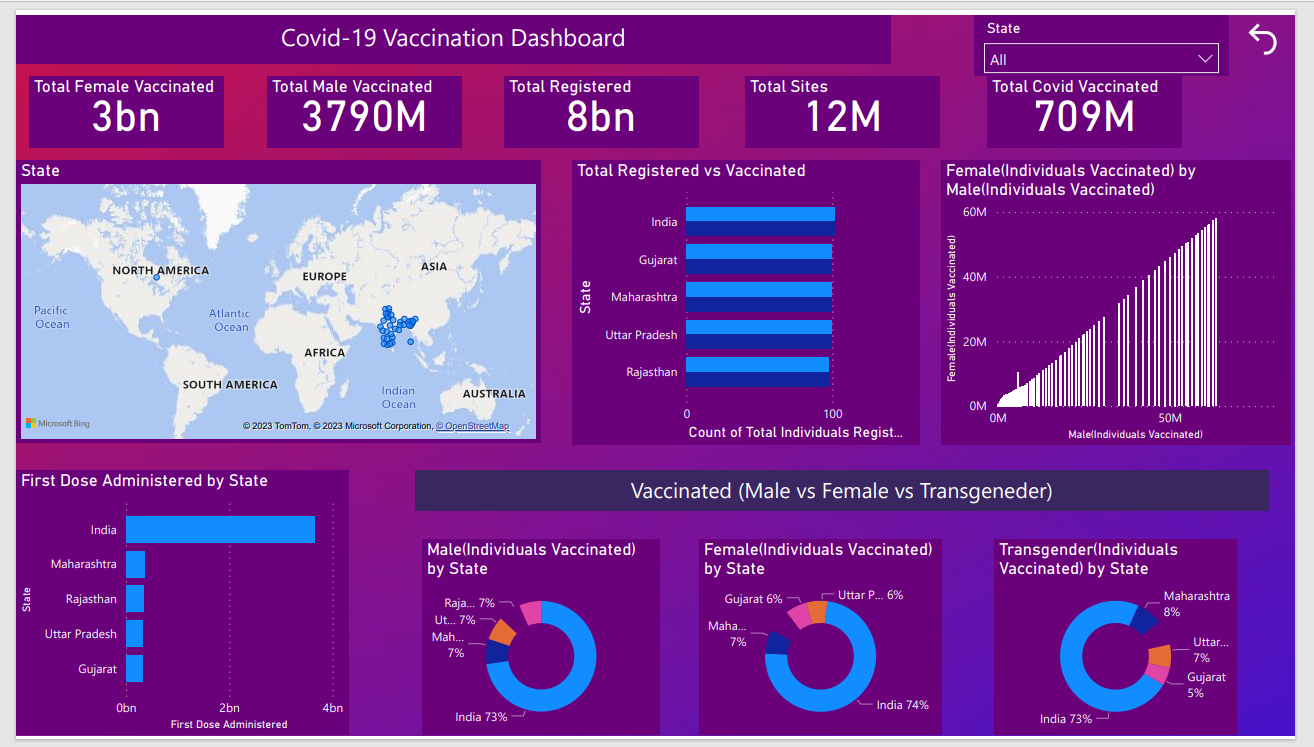 Covid-19 Vaccination Dashboard
State
All
Total Female Vaccinated
3bn
Total Male Vaccinated
3790M
Total Registered
8bn
Total Sites
12M
Total Covid Vaccinated
709M
State
NORTH AMERICA
EUROPE
ASIA
Pacific
Ocean
Atlantic
Ocean
AFRICA
SOUTH AMERICA
Indian
Ocean
AUSTRALIA
Microsoft Bing
© 2023 TomTom, © 2023 Microsoft Corporation, © OpenStreetMap
Total Registered vs Vaccinated
State
India
Gujarat
Maharashtra
Uttar Pradesh
Rajasthan
0
100
Count of Total Individuals Regist...
Female(Individuals Vaccinated) by
Male(Individuals Vaccinated)
Female(Individuals Vaccinated)
60M
40M
20M
0M
0M
50M
Male(Individuals Vaccinated)
First Dose Administered by State
State
India
Maharashtra
Rajasthan
Uttar Pradesh
Gujarat
0bn
2bn
4bn
First Dose Administered
Vaccinated (Male vs Female vs Transgeneder)
Male(Individuals Vaccinated)
by State
Raja... 7%
Ut... 7%
Mah...
7%
India 73%
Female(Individuals Vaccinated)
by State
Gujarat 6%
Uttar P... 6%
Maha...
7%
India 74%
Transgender(Individuals
Vaccinated) by State
Maharashtra
8%
Uttar...
7%
Gujarat
5%
India 73%